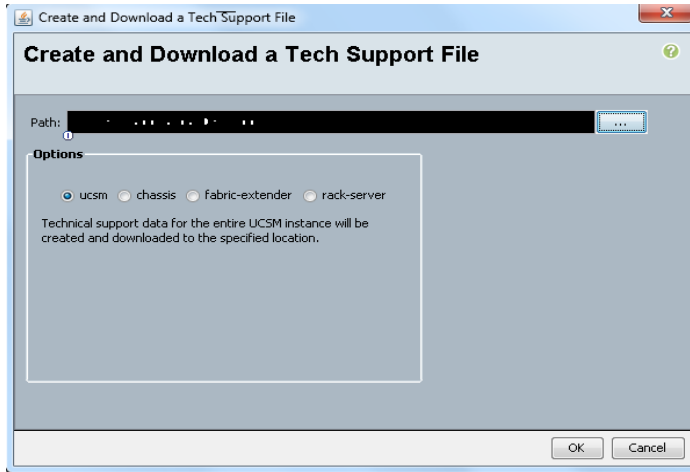 Create and Download a Tech Support File
Create and Download a Tech Support File
?
Path:
...
Options
ucsm chassis fabric-extender rack-server
Technical support data for the entire UCSM instance will be
created and downloaded to the specified location.
OK Cancel